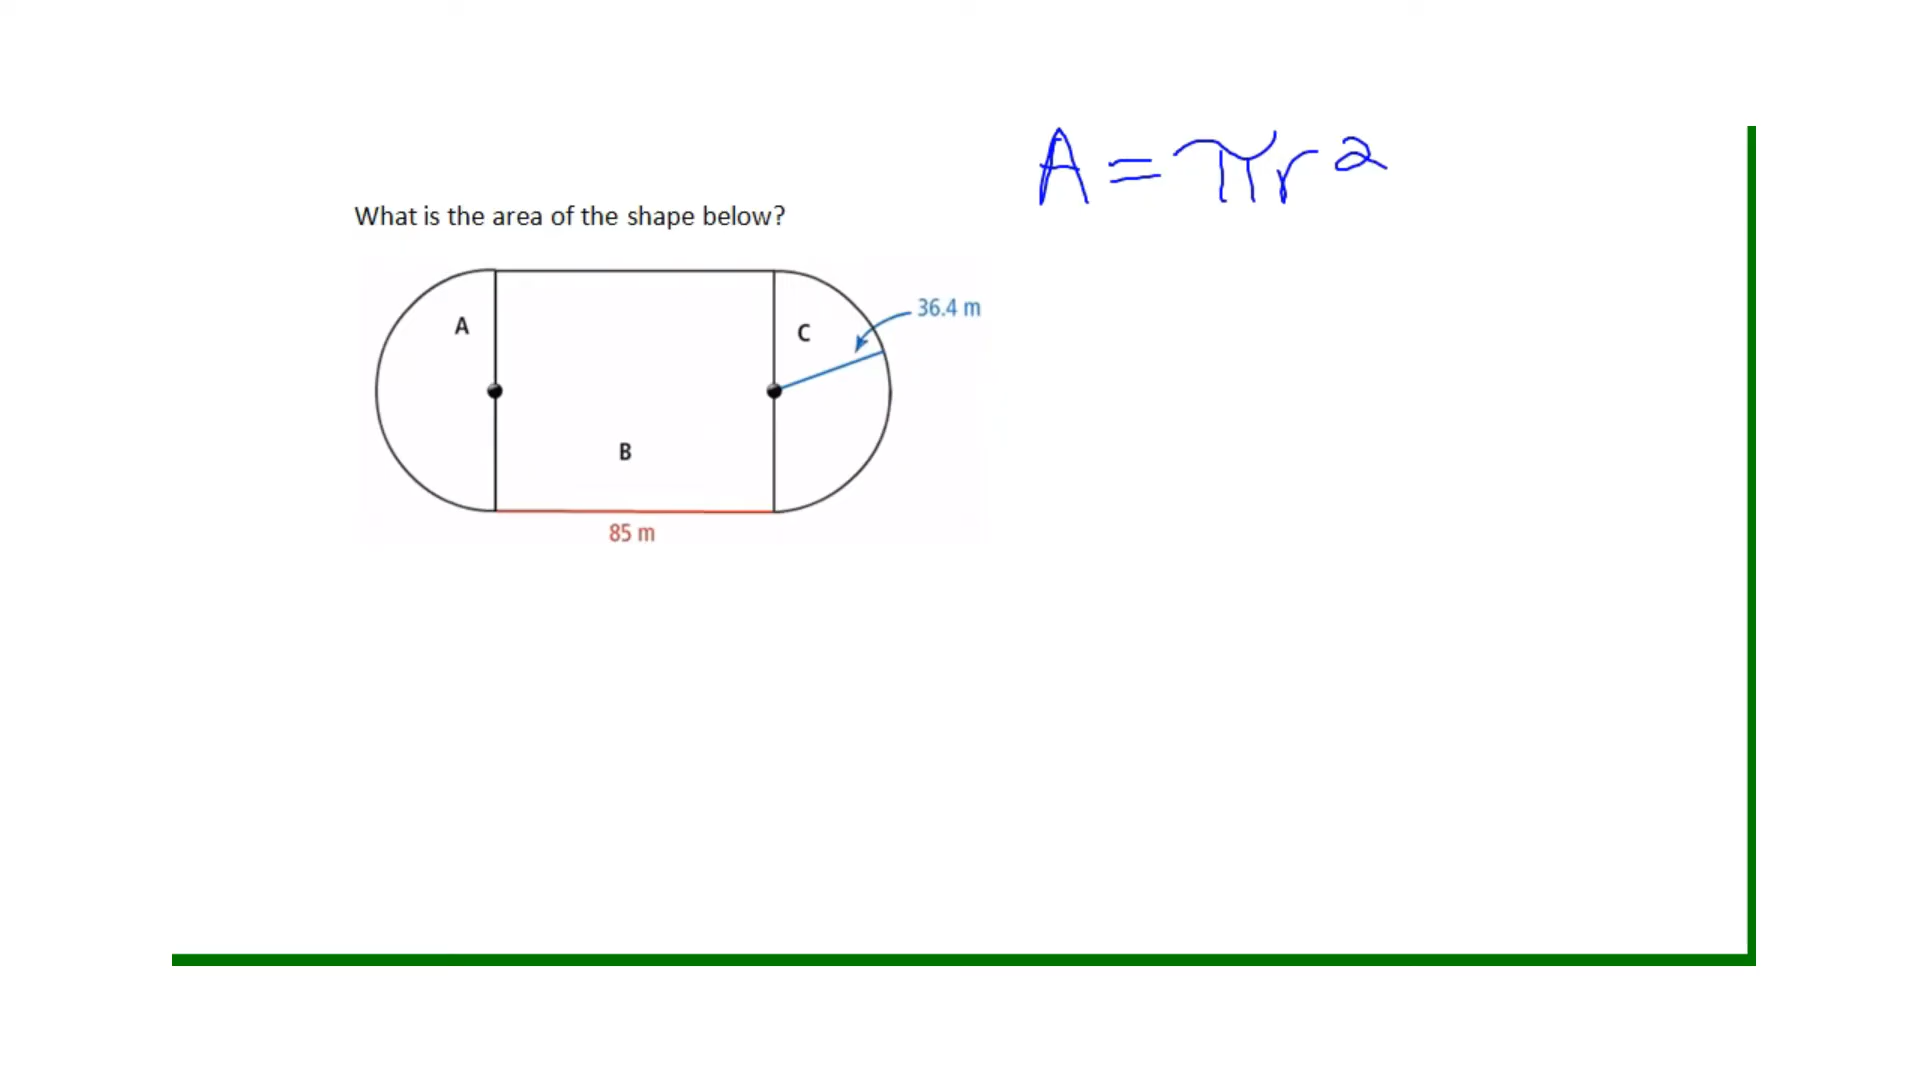 A = πr²
What is the area of the shape below?
36.4 m
A
C
B
85 m